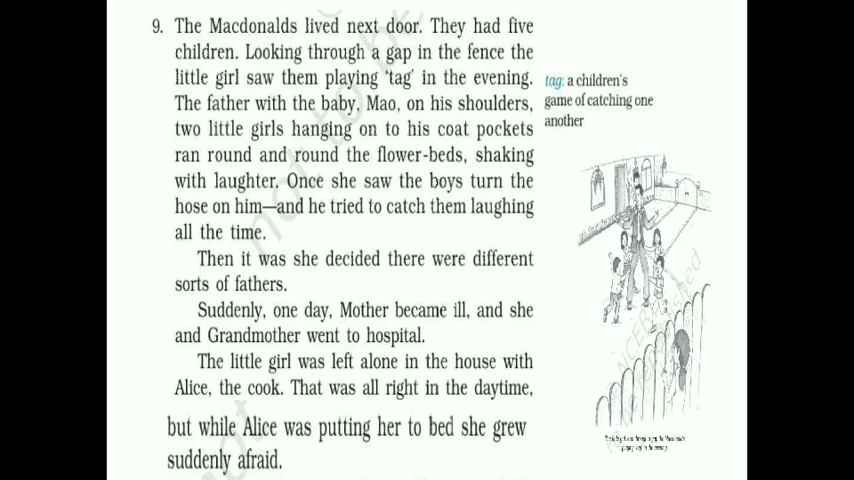 9. The Macdonalds lived next door. They had five
children. Looking through a gap in the fence the
little girl saw them playing 'tag' in the evening.
The father with the baby, Mao, on his shoulders,
two little girls hanging on to his coat pockets
ran round and round the flower-beds, shaking
with laughter. Once she saw the boys turn the
hose on him—and he tried to catch them laughing
all the time.
Then it was she decided there were different
sorts of fathers.
Suddenly, one day, Mother became ill, and she
and Grandmother went to hospital.
The little girl was left alone in the house with
Alice, the cook. That was all right in the daytime,
but while Alice was putting her to bed she grew
suddenly afraid.
tag: a children's
game of catching one
another
not to be